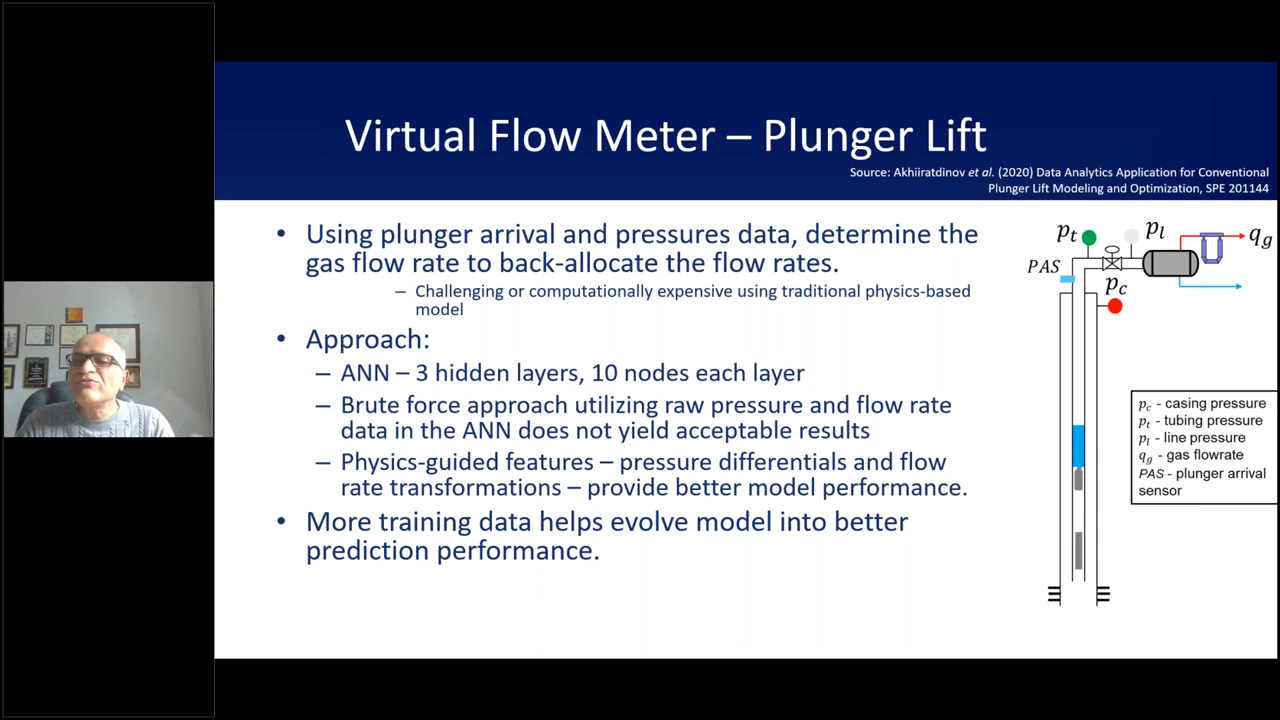 Virtual Flow Meter – Plunger Lift
Source: Akhiiratdinov et al. (2020) Data Analytics Application for Conventional
Plunger Lift Modeling and Optimization, SPE 201144
• Using plunger arrival and pressures data, determine the
gas flow rate to back-allocate the flow rates.
– Challenging or computationally expensive using traditional physics-based
model
• Approach:
– ANN – 3 hidden layers, 10 nodes each layer
– Brute force approach utilizing raw pressure and flow rate
data in the ANN does not yield acceptable results
– Physics-guided features – pressure differentials and flow
rate transformations – provide better model performance.
• More training data helps evolve model into better
prediction performance.
pt
pl
qg
PAS
pc
pc - casing pressure
pt - tubing pressure
pl - line pressure
qg - gas flowrate
PAS - plunger arrival
sensor